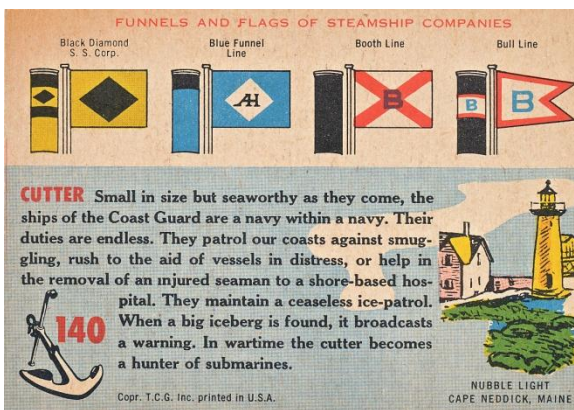 FUNNELS AND FLAGS OF STEAMSHIP COMPANIES
Black Diamond
S. S. Corp.
Blue Funnel
Line
Booth Line
Bull Line
AH
B
B
B
CUTTER Small in size but seaworthy as they come, the
ships of the Coast Guard are a navy within a navy. Their
duties are endless. They patrol our coasts against smug-
gling, rush to the aid of vessels in distress, or help in
the removal of an injured seaman to a shore-based hos-
pital. They maintain a ceaseless ice-patrol.
When a big iceberg is found, it broadcasts
a warning. In wartime the cutter becomes
a hunter of submarines.
140
Copr. T.C.G. Inc. printed in U.S.A.
NUBBLE LIGHT
CAPE NEDDICK, MAINE